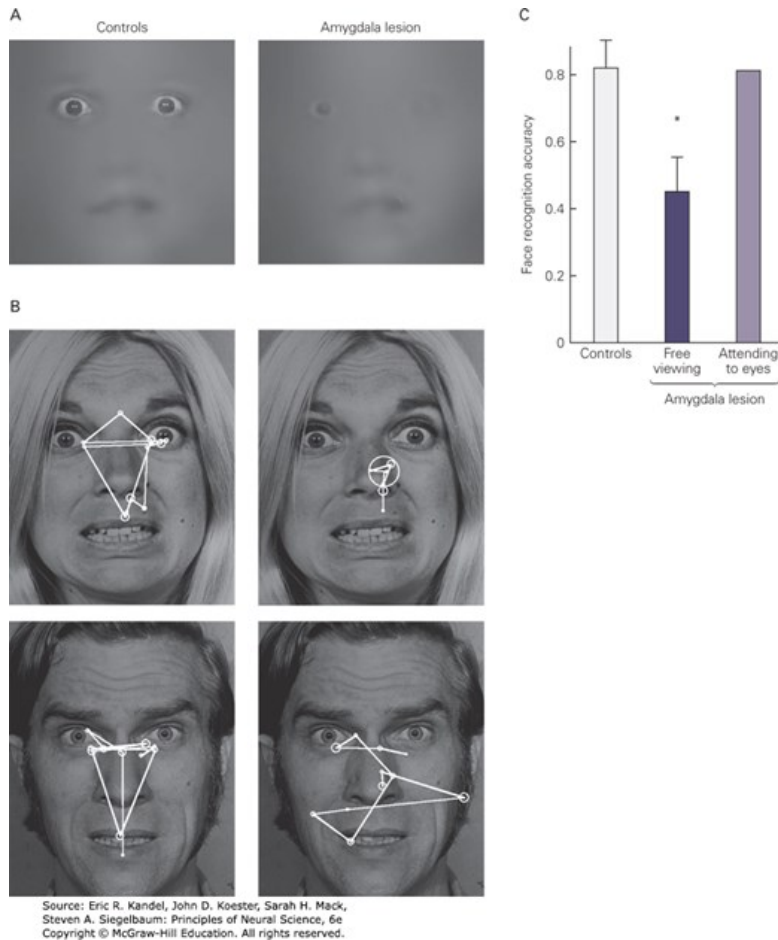 A
Controls
Amygdala lesion
B
C
Face recognition accuracy
0.8
0.6
0.4
0.2
0
*
Controls
Free
viewing
Attending
to eyes
Amygdala lesion
Source: Eric R. Kandel, John D. Koester, Sarah H. Mack,
Steven A. Siegelbaum: Principles of Neural Science, 6e
Copyright © McGraw-Hill Education. All rights reserved.